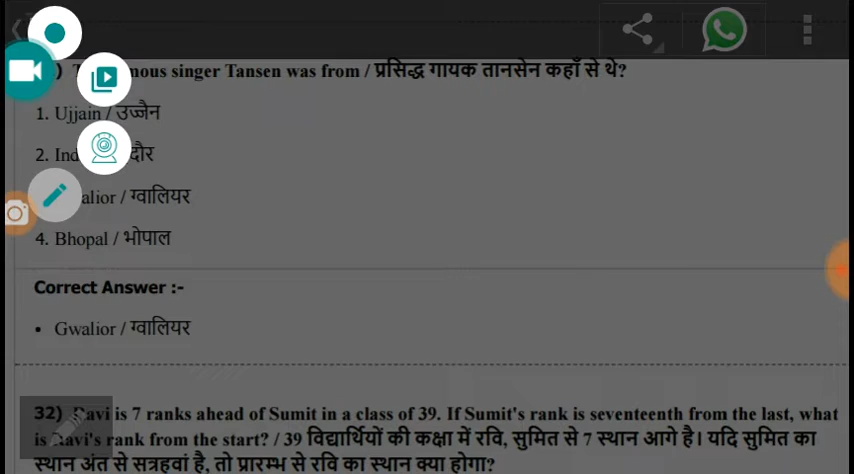 ) T mous singer Tansen was from / प्रसिद्ध गायक तानसेन कहाँ से थे?
1. Ujjain / उज्जैन
2. Ind दौर
alior / ग्वालियर
4. Bhopal / भोपाल
Correct Answer :-
• Gwalior / ग्वालियर
32) Ravi is 7 ranks ahead of Sumit in a class of 39. If Sumit's rank is seventeenth from the last, what
is Ravi's rank from the start? / 39 विद्यार्थियों की कक्षा में रवि, सुमित से 7 स्थान आगे है। यदि सुमित का
स्थान अंत से सत्रहवां है, तो प्रारम्भ से रवि का स्थान क्या होगा?